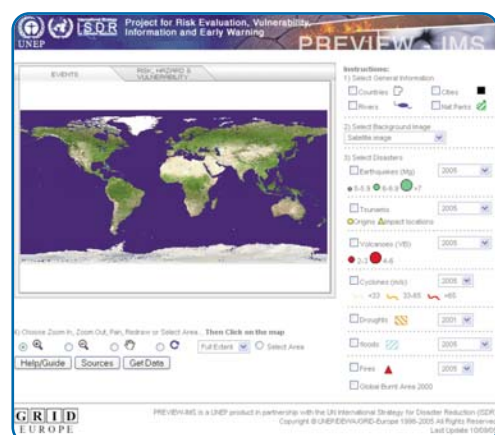 UNEP
ISDR
Project for Risk Evaluation, Vulnerability,
Information and Early Warning
PREVIEW - IMS
EVENTS
RISK, HAZARD &
VULNERABILITY
Instructions:
1) Select General Information
Countries
Cities
Rivers
Nat Parks
2) Select Background Image
Satellite image
3) Select Disasters
Earthquakes (Mg)
2005
5-5.9 6-6.9 +7
Tsunamis
2005
Origins Impact locations
Volcanoes (VEI)
2005
2-3 4-6
Cyclones (m/s)
2005
<33 33-65 >65
Droughts
2001
floods
2005
Fires
2005
Global Burnt Area 2000
4) Choose Zoom In, Zoom Out, Pan, Redraw or Select Area... Then Click on the map
Full Extent
Select Area
Help/Guide
Sources
Get Data
GRID
EUROPE
PREVIEW-IMS is a UNEP product in partnership with the UN International Strategy for Disaster Reduction (ISDR
Copyright @ UNEP/DEWA/GRID-Europe 1996-2005 All Rights Reserve
Last Update